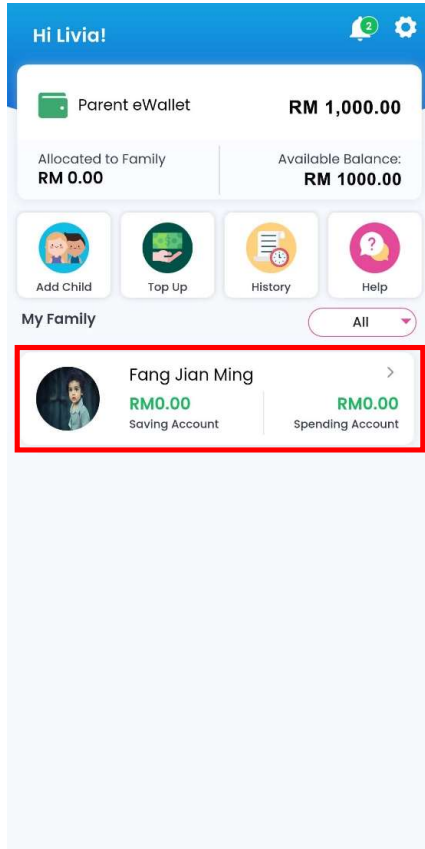 Hi Livia!
2
Parent eWallet RM 1,000.00
Allocated to Family Available Balance:
RM 0.00 RM 1000.00
Add Child Top Up History Help
My Family All
Fang Jian Ming
RM0.00 RM0.00
Saving Account Spending Account